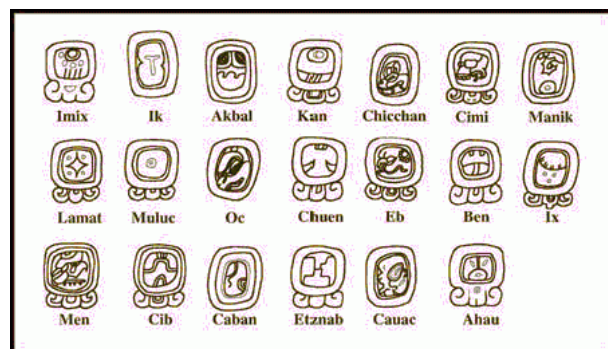 Imix Ik Akbal Kan Chicchan Cimi Manik
Lamat Muluc Oc Chuen Eb Ben Ix
Men Cib Caban Etznab Cauac Ahau